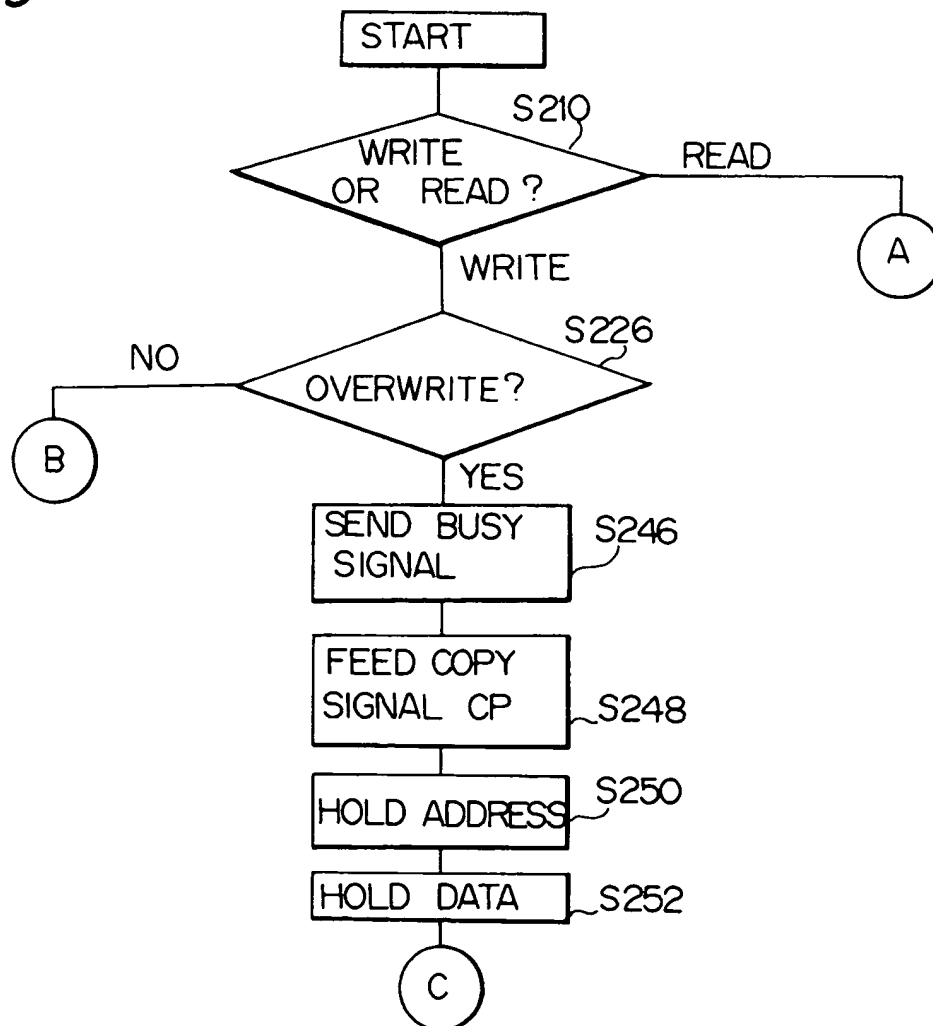 START
S210
WRITE
OR READ?
READ
A
WRITE
S226
NO
OVERWRITE?
B
YES
SEND BUSY
SIGNAL
S246
FEED COPY
SIGNAL CP
S248
HOLD ADDRESS
S250
HOLD DATA
S252
C